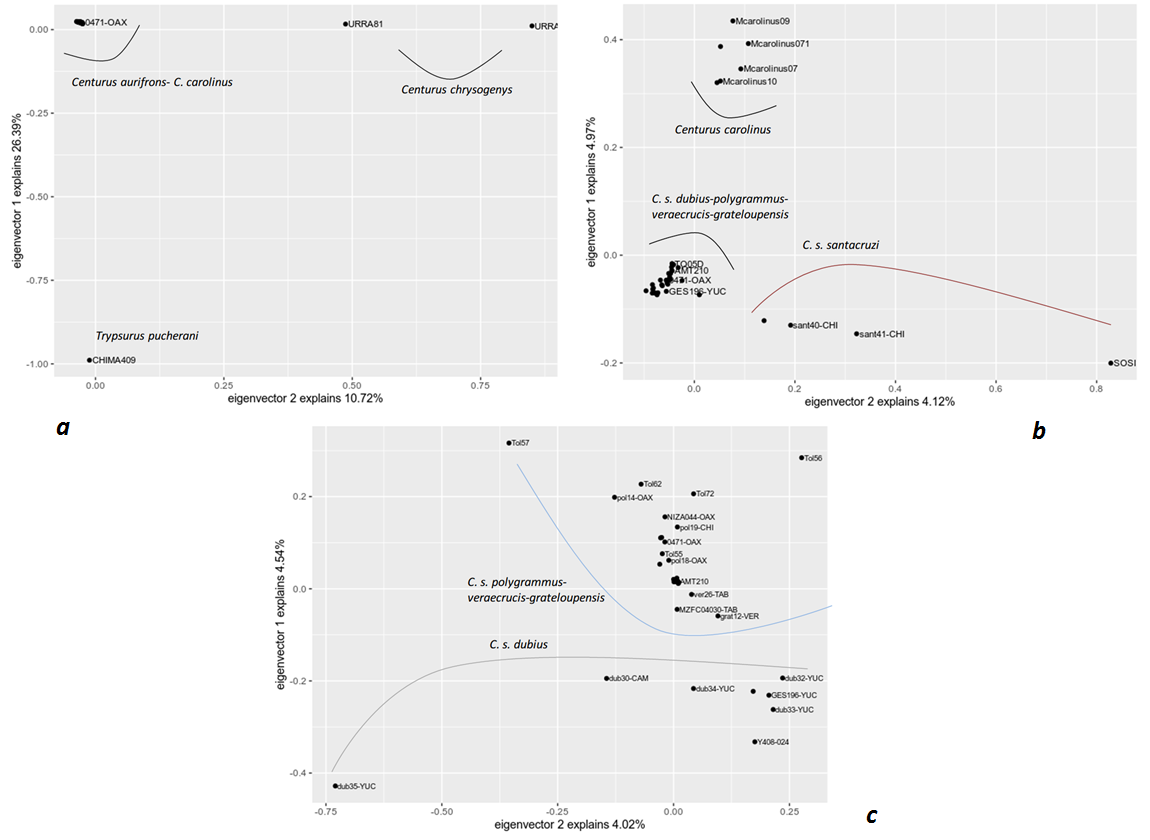 0.00
-0.25
-0.50
-0.75
-1.00
eigenvector 1 explains 26.39%
0471-OAX
URRA81
URRA
Centurus aurifrons- C. carolinus
Centurus chrysogenys
Trypsurus pucherani
CHIMA409
0.00
0.25
0.50
0.75
eigenvector 2 explains 10.72%
a
0.4
0.2
0.0
-0.2
eigenvector 1 explains 4.97%
Mcarolinus09
Mcarolinus071
Mcarolinus07
Mcarolinus10
Centurus carolinus
C. s. dubius-polygrammus-
veraecrucis-grateloupensis
C. s. santacruzi
TO05D
AMT210
0471-OAX
GES196-YUC
sant40-CHI
sant41-CHI
SOSI
0.0
0.2
0.4
0.6
0.8
eigenvector 2 explains 4.12%
b
0.2
0.0
-0.2
-0.4
eigenvector 1 explains 4.54%
Tol57
Tol56
Tol62
pol14-OAX
Tol72
NIZA044-OAX
pol19-CHI
0471-OAX
Tol55
pol18-OAX
AMT210
C. s. polygrammus-
veraecrucis-grateloupensis
ver26-TAB
MZFC04030-TAB
grat12-VER
C. s. dubius
dub30-CAM
dub32-YUC
dub34-YUC
GES196-YUC
dub33-YUC
Y408-024
dub35-YUC
-0.75
-0.50
-0.25
0.00
0.25
eigenvector 2 explains 4.02%
c